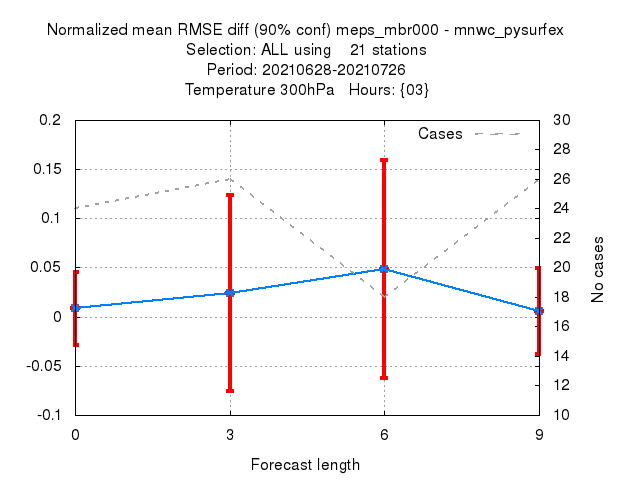 Normalized mean RMSE diff (90% conf) meps_mbr000 - mnwc_pysurfex
Selection: ALL using 21 stations
Period: 20210628-20210726
Temperature 300hPa Hours: {03}
Cases
0.2
0.15
0.1
0.05
0
-0.05
-0.1
30
28
26
24
22
20
18
16
14
12
10
No cases
0 3 6 9
Forecast length